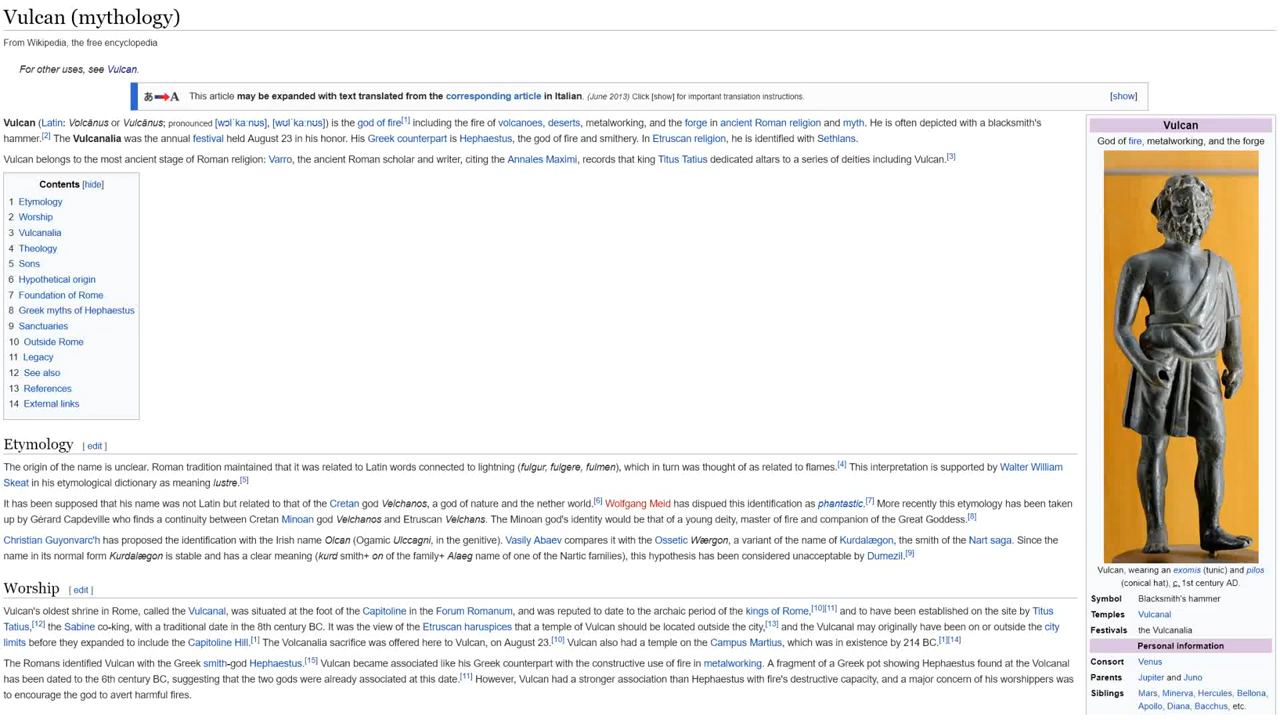 Vulcan (mythology)
From Wikipedia, the free encyclopedia
For other uses, see Vulcan.
あ➡A This article may be expanded with text translated from the corresponding article in Italian. (June 2013) Click [show] for important translation instructions. [show]
Vulcan (Latin: Volcānus or Vulcānus; pronounced [wɔlˈkaːnʊs], [wʊlˈkaːnʊs]) is the god of fire[1] including the fire of volcanoes, deserts, metalworking, and the forge in ancient Roman religion and myth. He is often depicted with a blacksmith's
hammer.[2] The Vulcanalia was the annual festival held August 23 in his honor. His Greek counterpart is Hephaestus, the god of fire and smithery. In Etruscan religion, he is identified with Sethlans.
Vulcan belongs to the most ancient stage of Roman religion: Varro, the ancient Roman scholar and writer, citing the Annales Maximi, records that king Titus Tatius dedicated altars to a series of deities including Vulcan.[3]
Contents [hide]
1 Etymology
2 Worship
3 Vulcanalia
4 Theology
5 Sons
6 Hypothetical origin
7 Foundation of Rome
8 Greek myths of Hephaestus
9 Sanctuaries
10 Outside Rome
11 Legacy
12 See also
13 References
14 External links
Etymology [ edit ]
The origin of the name is unclear. Roman tradition maintained that it was related to Latin words connected to lightning (fulgur, fulgere, fulmen), which in turn was thought of as related to flames.[4] This interpretation is supported by Walter William
Skeat in his etymological dictionary as meaning lustre.[5]
It has been supposed that his name was not Latin but related to that of the Cretan god Velchanos, a god of nature and the nether world.[6] Wolfgang Meid has dispued this identification as phantastic.[7] More recently this etymology has been taken
up by Gérard Capdeville who finds a continuity between Cretan Minoan god Velchanos and Etruscan Velchans. The Minoan god's identity would be that of a young deity, master of fire and companion of the Great Goddess.[8]
Christian Guyonvarc'h has proposed the identification with the Irish name Olcan (Ogamic Ulccagni, in the genitive). Vasily Abaev compares it with the Ossetic Wærgon, a variant of the name of Kurdalægon, the smith of the Nart saga. Since the
name in its normal form Kurdalægon is stable and has a clear meaning (kurd smith+ on of the family+ Alaeg name of one of the Nartic families), this hypothesis has been considered unacceptable by Dumezil.[9]
Worship [ edit ]
Vulcan's oldest shrine in Rome, called the Vulcanal, was situated at the foot of the Capitoline in the Forum Romanum, and was reputed to date to the archaic period of the kings of Rome,[10][11] and to have been established on the site by Titus
Tatius,[12] the Sabine co-king, with a traditional date in the 8th century BC. It was the view of the Etruscan haruspices that a temple of Vulcan should be located outside the city,[13] and the Vulcanal may originally have been on or outside the city
limits before they expanded to include the Capitoline Hill.[1] The Volcanalia sacrifice was offered here to Vulcan, on August 23.[10] Vulcan also had a temple on the Campus Martius, which was in existence by 214 BC.[1][14]
The Romans identified Vulcan with the Greek smith-god Hephaestus.[15] Vulcan became associated like his Greek counterpart with the constructive use of fire in metalworking. A fragment of a Greek pot showing Hephaestus found at the Volcanal
has been dated to the 6th century BC, suggesting that the two gods were already associated at this date.[11] However, Vulcan had a stronger association than Hephaestus with fire's destructive capacity, and a major concern of his worshippers was
to encourage the god to avert harmful fires.
Vulcan
God of fire, metalworking, and the forge
Vulcan, wearing an exomis (tunic) and pilos
(conical hat), c. 1st century AD.
Symbol Blacksmith's hammer
Temples Vulcanal
Festivals the Vulcanalia
Personal information
Consort Venus
Parents Jupiter and Juno
Siblings Mars, Minerva, Hercules, Bellona,
Apollo, Diana, Bacchus, etc.